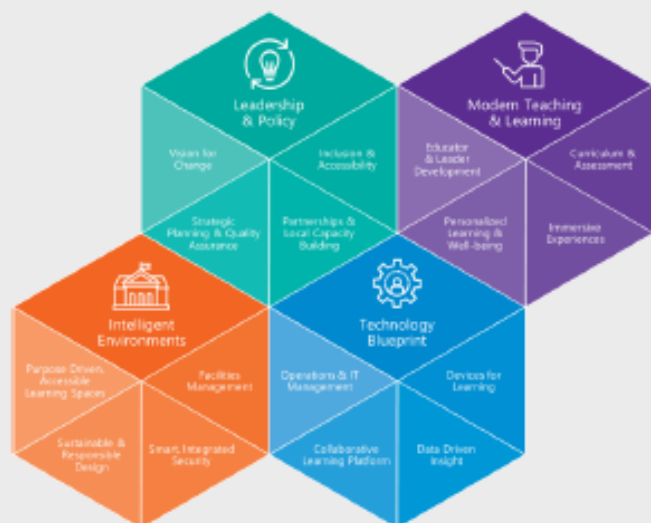 Leadership
& Policy
Vision for
Change
Inclusion &
Accessibility
Strategic
Planning & Quality
Assurance
Partnerships &
Local Capacity
Building
Modern Teaching
& Learning
Educator
& Leader
Development
Curriculum &
Assessment
Personalized
Learning &
Well-being
Immersive
Experiences
Intelligent
Environments
Purpose Driven,
Accessible
Learning Spaces
Facilities
Management
Sustainable &
Responsible
Design
Smart, Integrated
Security
Technology
Blueprint
Operations & IT
Management
Devices for
Learning
Collaborative
Learning Platform
Data Driven
Insight